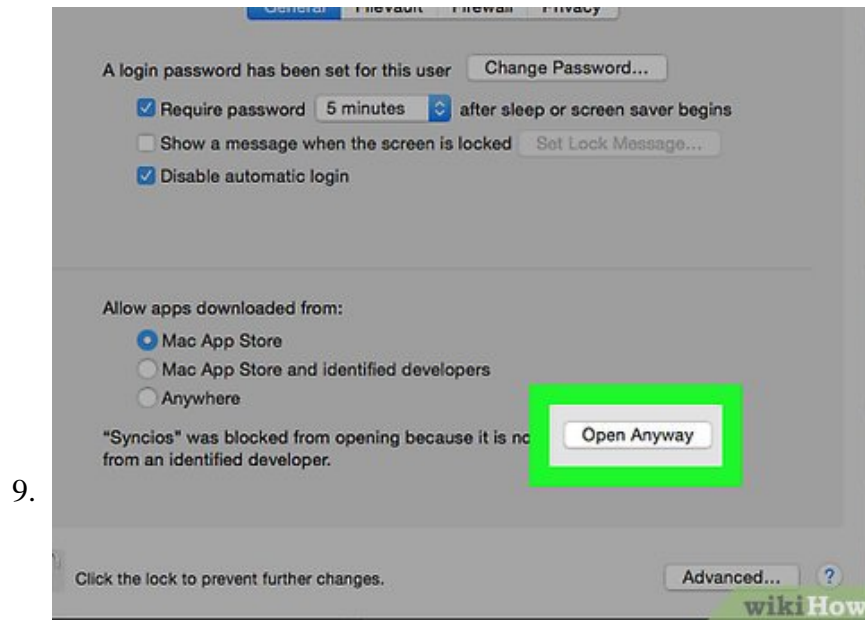 General FileVault Firewall Privacy
A login password has been set for this user Change Password...
Require password 5 minutes after sleep or screen saver begins
Show a message when the screen is locked Set Lock Message...
Disable automatic login
Allow apps downloaded from:
Mac App Store
Mac App Store and identified developers
Anywhere
"Syncios" was blocked from opening because it is no Open Anyway
from an identified developer.
9.
Click the lock to prevent further changes. Advanced... ?
wikiHow